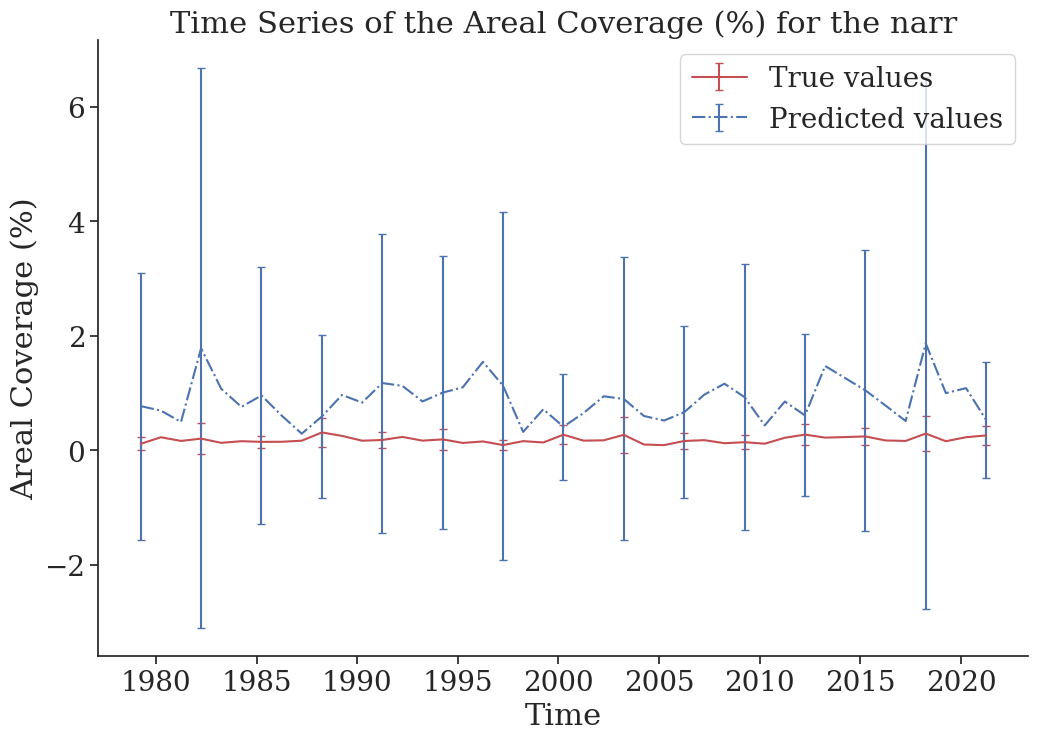 Time Series of the Areal Coverage (%) for the narr
True values
Predicted values
Areal Coverage (%)
6
4
2
0
−2
1980 1985 1990 1995 2000 2005 2010 2015 2020
Time